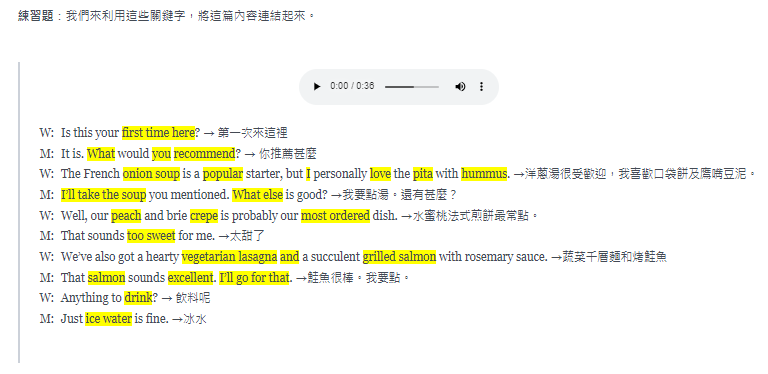 練習題：我們來利用這些關鍵字，將這篇內容連結起來。
0:00 / 0:36
W: Is this your first time here? → 第一次來這裡
M: It is. What would you recommend? → 你推薦甚麼
W: The French onion soup is a popular starter, but I personally love the pita with hummus. →洋蔥湯很受歡迎，我喜歡口袋餅及鷹嘴豆泥。
M: I’ll take the soup you mentioned. What else is good? →我要點湯。還有甚麼？
W: Well, our peach and brie crepe is probably our most ordered dish. →水蜜桃法式煎餅最常點。
M: That sounds too sweet for me. →太甜了
W: We’ve also got a hearty vegetarian lasagna and a succulent grilled salmon with rosemary sauce. →蔬菜千層麵和烤鮭魚
M: That salmon sounds excellent. I’ll go for that. →鮭魚很棒。我要點。
W: Anything to drink? → 飲料呢
M: Just ice water is fine. →冰水